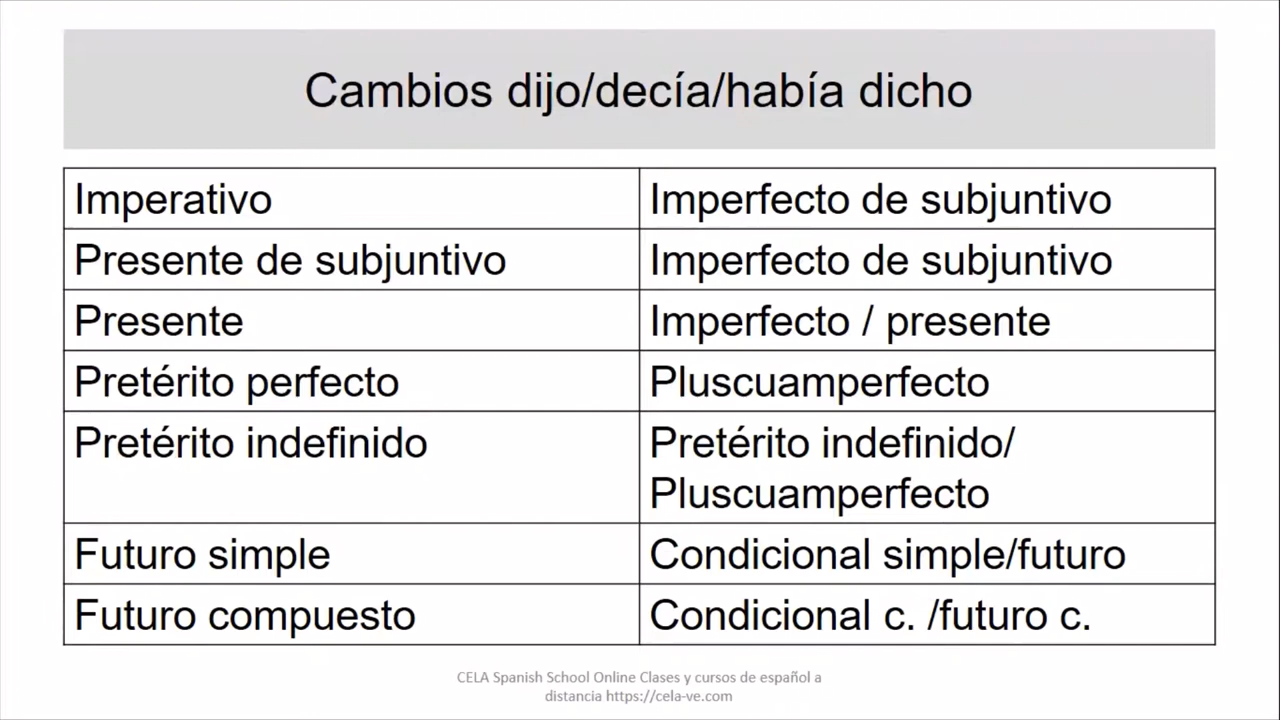 Cambios dijo/decía/había dicho
Imperativo
Imperfecto de subjuntivo
Presente de subjuntivo
Imperfecto de subjuntivo
Presente
Imperfecto / presente
Pretérito perfecto
Pluscuamperfecto
Pretérito indefinido
Pretérito indefinido/
Pluscuamperfecto
Futuro simple
Condicional simple/futuro
Futuro compuesto
Condicional c. /futuro c.
CELA Spanish School Online Clases y cursos de español a
distancia https://cela-ve.com